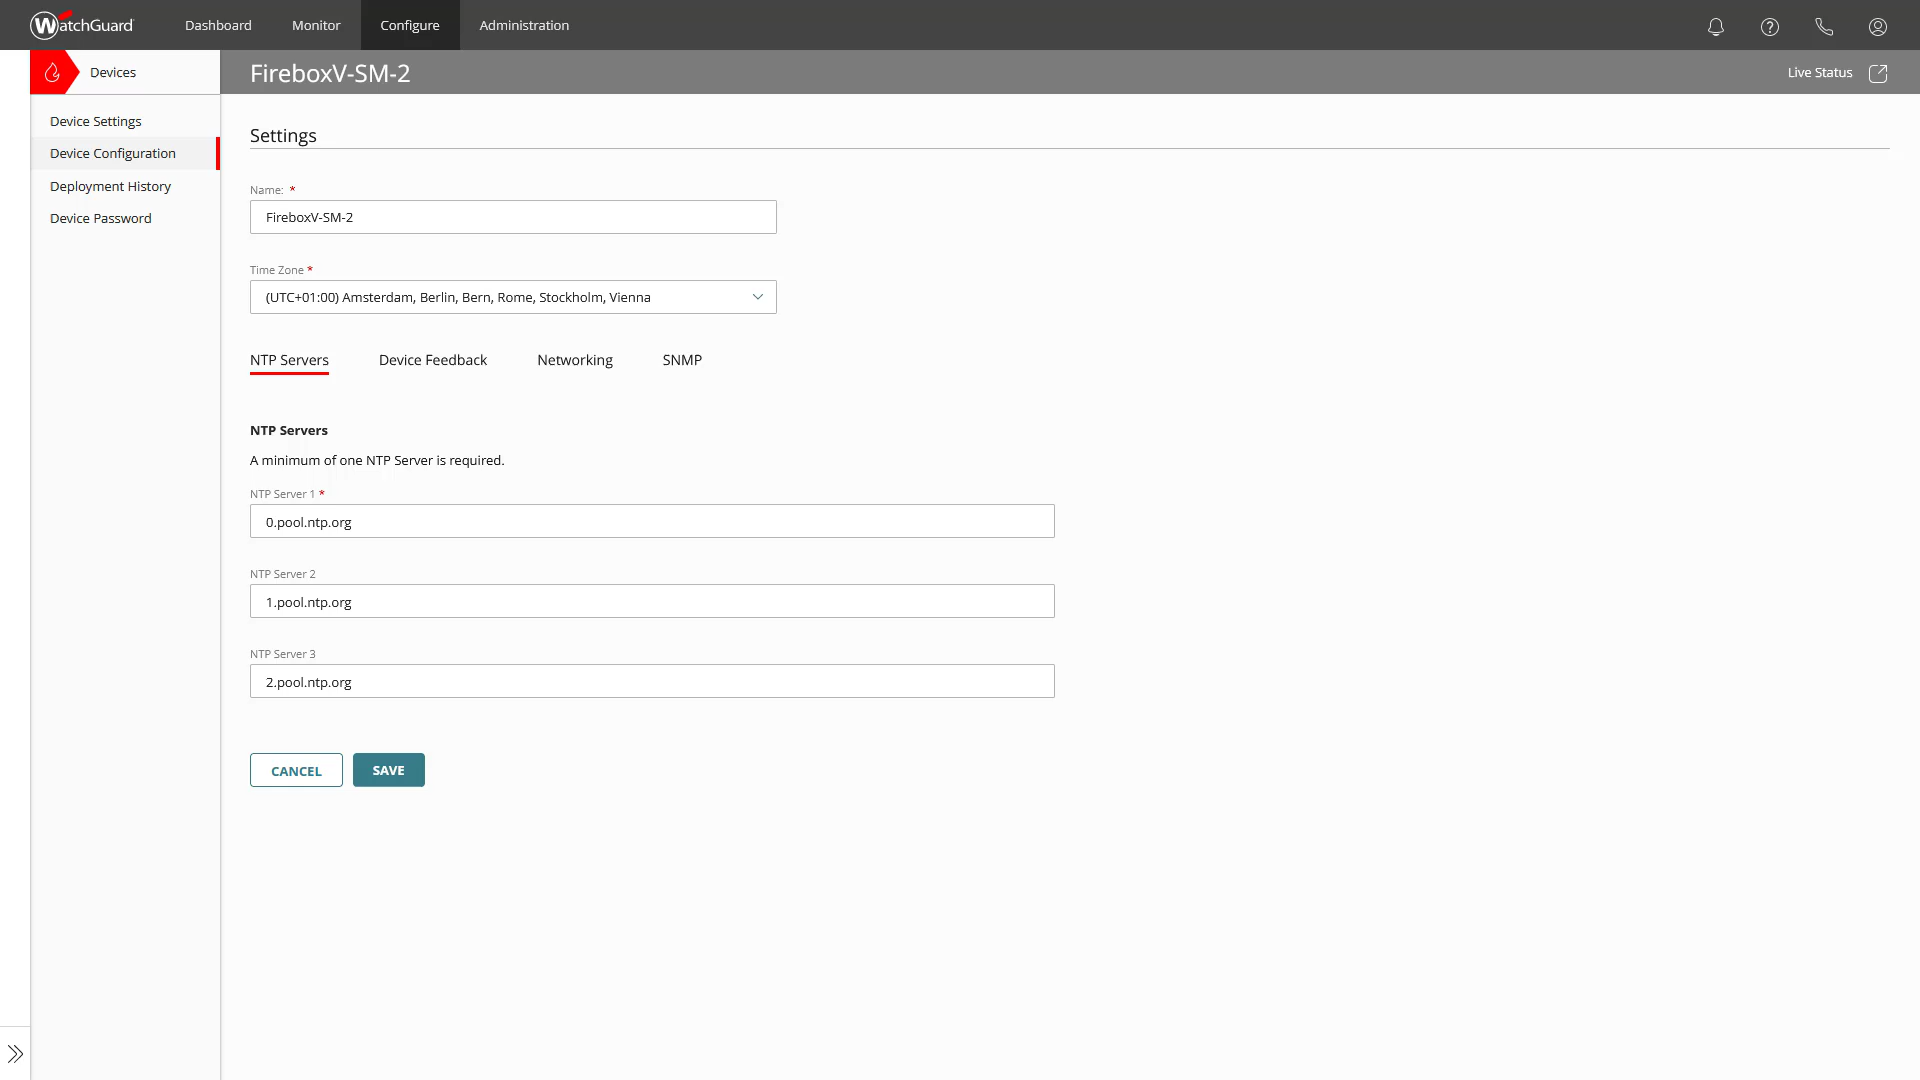 WatchGuard
Dashboard
Monitor
Configure
Administration
Devices
FireboxV-SM-2
Live Status
Device Settings
Device Configuration
Deployment History
Device Password
Settings
Name: *
FireboxV-SM-2
Time Zone *
(UTC+01:00) Amsterdam, Berlin, Bern, Rome, Stockholm, Vienna
NTP Servers
Device Feedback
Networking
SNMP
NTP Servers
A minimum of one NTP Server is required.
NTP Server 1 *
0.pool.ntp.org
NTP Server 2
1.pool.ntp.org
NTP Server 3
2.pool.ntp.org
CANCEL
SAVE